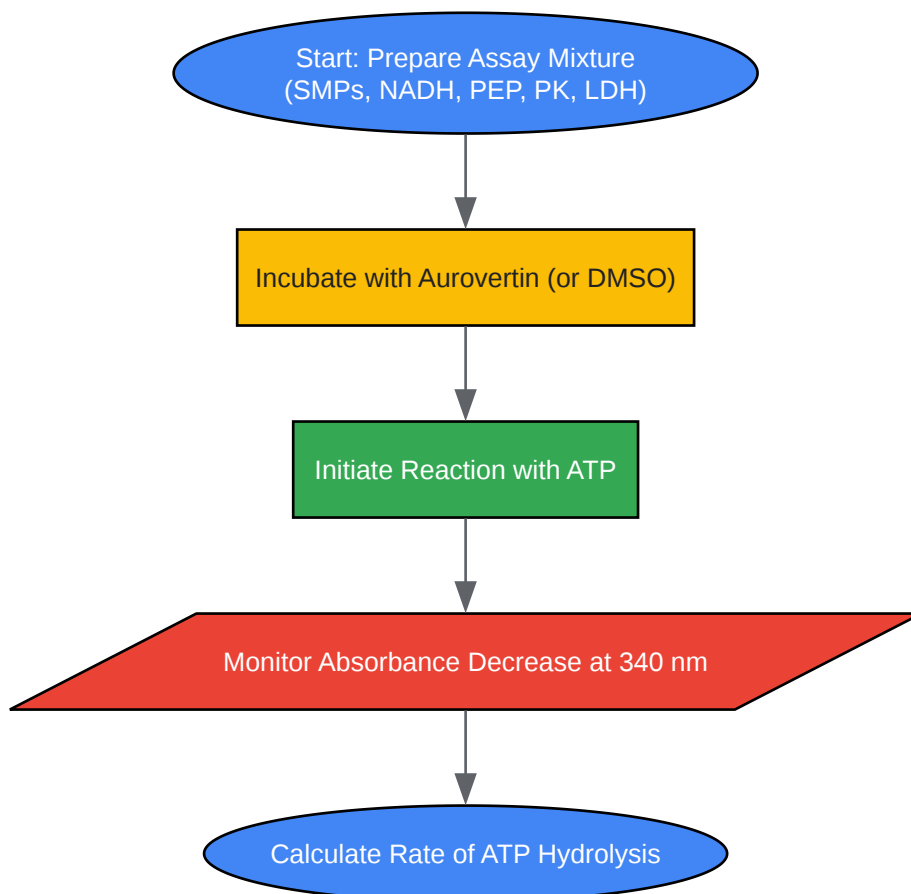 Start: Prepare Assay Mixture
(SMPs, NADH, PEP, PK, LDH)
Incubate with Aurovertin (or DMSO)
Initiate Reaction with ATP
Monitor Absorbance Decrease at 340 nm
Calculate Rate of ATP Hydrolysis